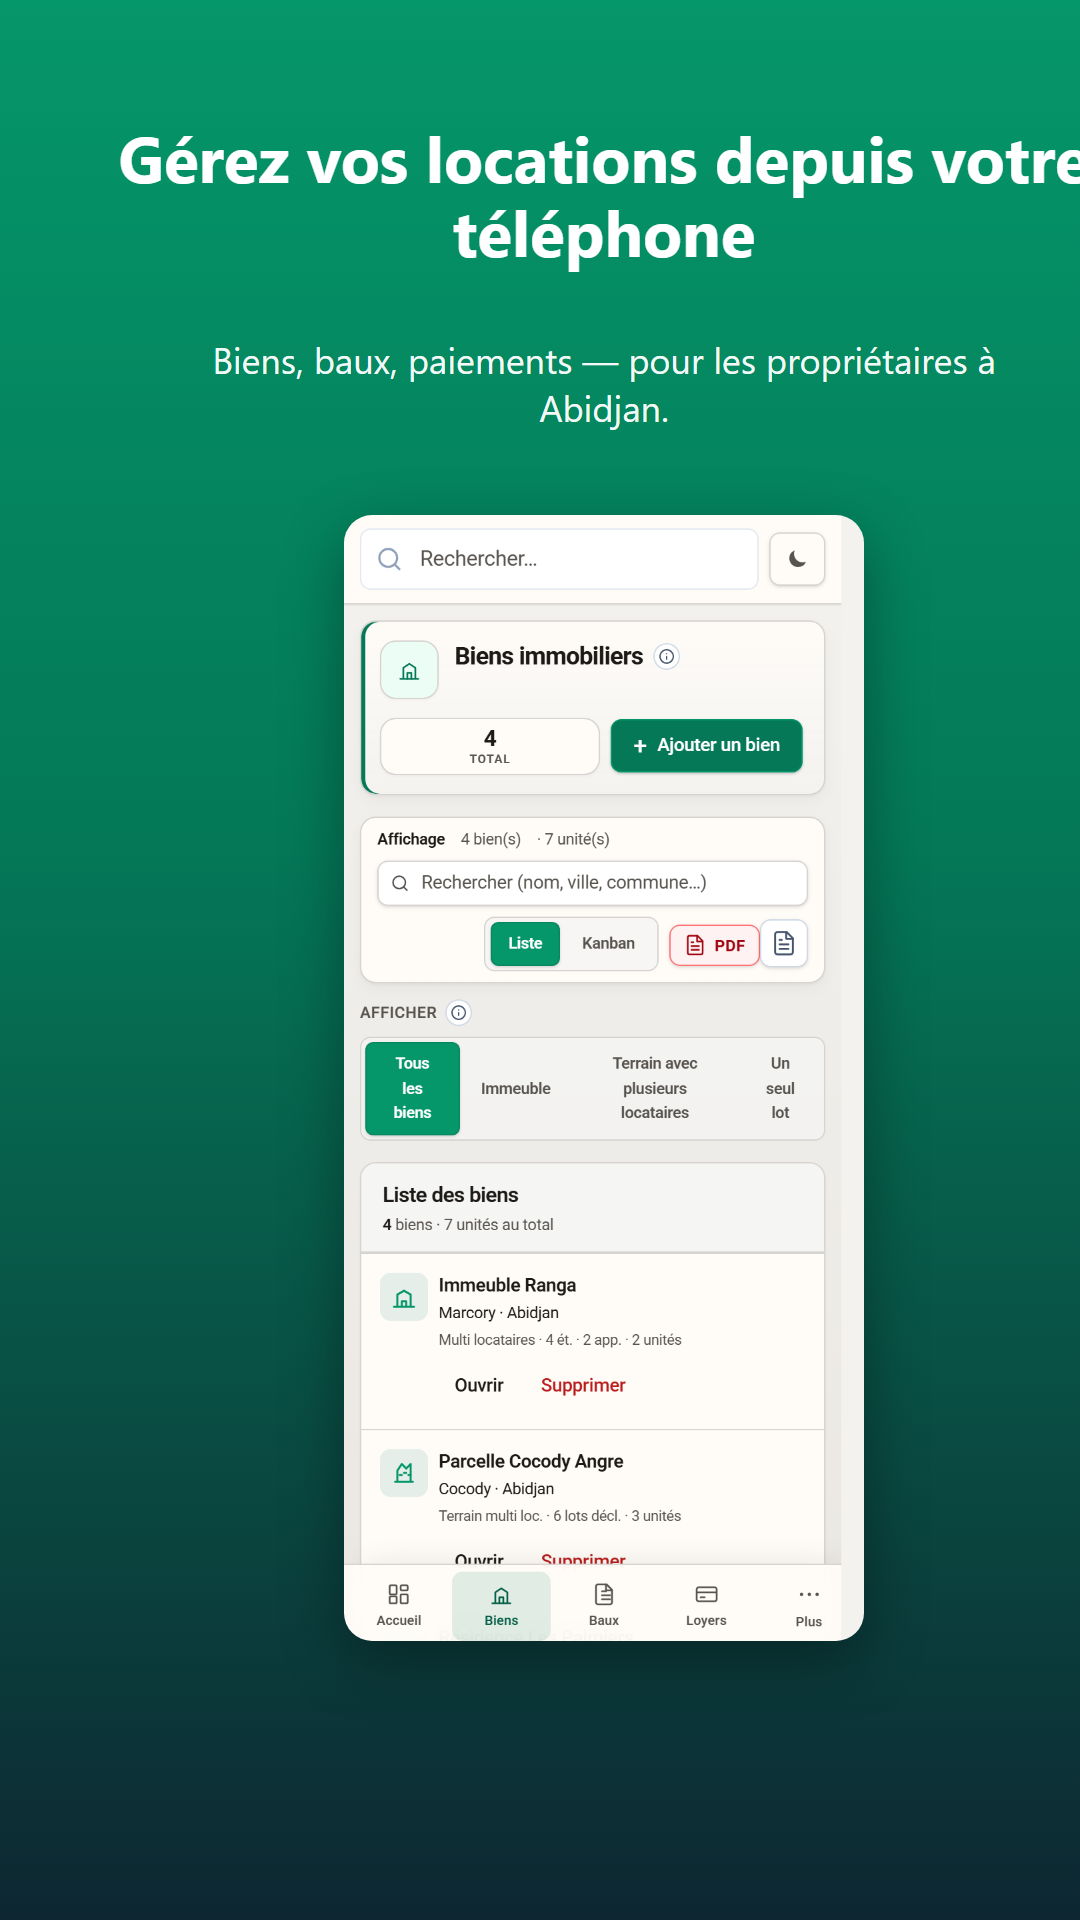 Gérez vos locations depuis votre
téléphone
Biens, baux, paiements — pour les propriétaires à
Abidjan.
Rechercher...
Biens immobiliers
4
TOTAL
+ Ajouter un bien
Affichage 4 bien(s) · 7 unité(s)
Rechercher (nom, ville, commune...)
Liste Kanban PDF
AFFICHER
Tous
les
biens
Immeuble
Terrain avec
plusieurs
locataires
Un
seul
lot
Liste des biens
4 biens · 7 unités au total
Immeuble Ranga
Marcory · Abidjan
Multi locataires · 4 ét. · 2 app. · 2 unités
Ouvrir Supprimer
Parcelle Cocody Angre
Cocody · Abidjan
Terrain multi loc. · 6 lots décl. · 3 unités
Ouvrir Supprimer
Accueil Biens Baux Loyers Plus